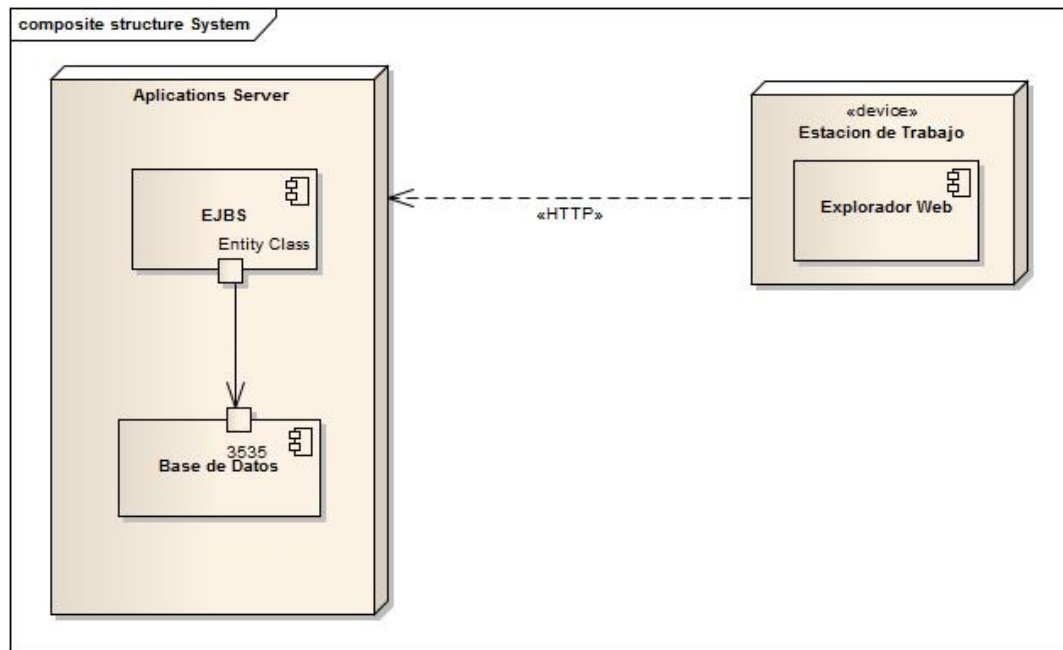 composite structure System
Aplications Server
EJBS
Entity Class
3535
Base de Datos
«HTTP»
«device»
Estacion de Trabajo
Explorador Web